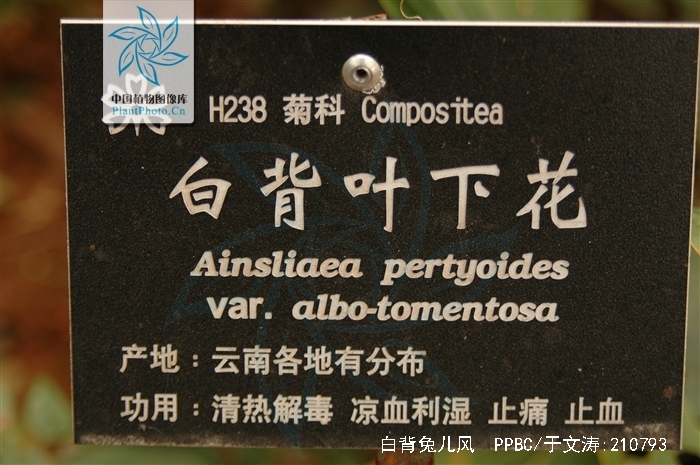 中国植物图像库
PlantPhoto.Cn
H238 菊科 Compositea
白背叶下花
Ainsliaea pertyoides
var. albo-tomentosa
产地：云南各地有分布
功用：清热解毒 凉血利湿 止痛 止血
白背兔儿风 PPBC/于文涛:210793